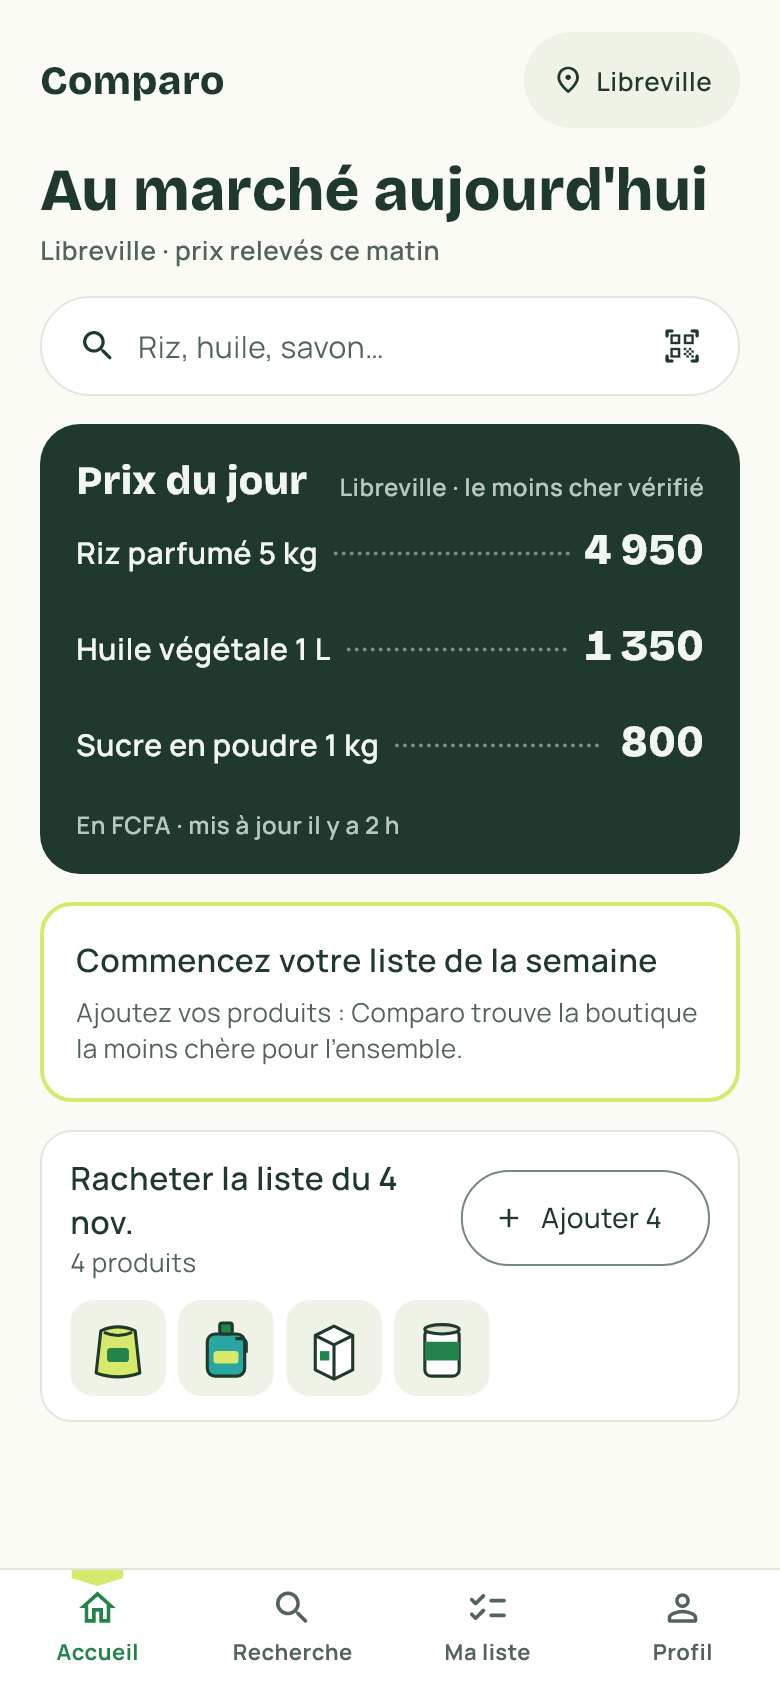 Comparo
Libreville
Au marché aujourd'hui
Libreville · prix relevés ce matin
Riz, huile, savon…
Prix du jour
Libreville · le moins cher vérifié
Riz parfumé 5 kg 4 950
Huile végétale 1 L 1 350
Sucre en poudre 1 kg 800
En FCFA · mis à jour il y a 2 h
Commencez votre liste de la semaine
Ajoutez vos produits : Comparo trouve la boutique
la moins chère pour l’ensemble.
Racheter la liste du 4
nov.
4 produits
+ Ajouter 4
Accueil
Recherche
Ma liste
Profil